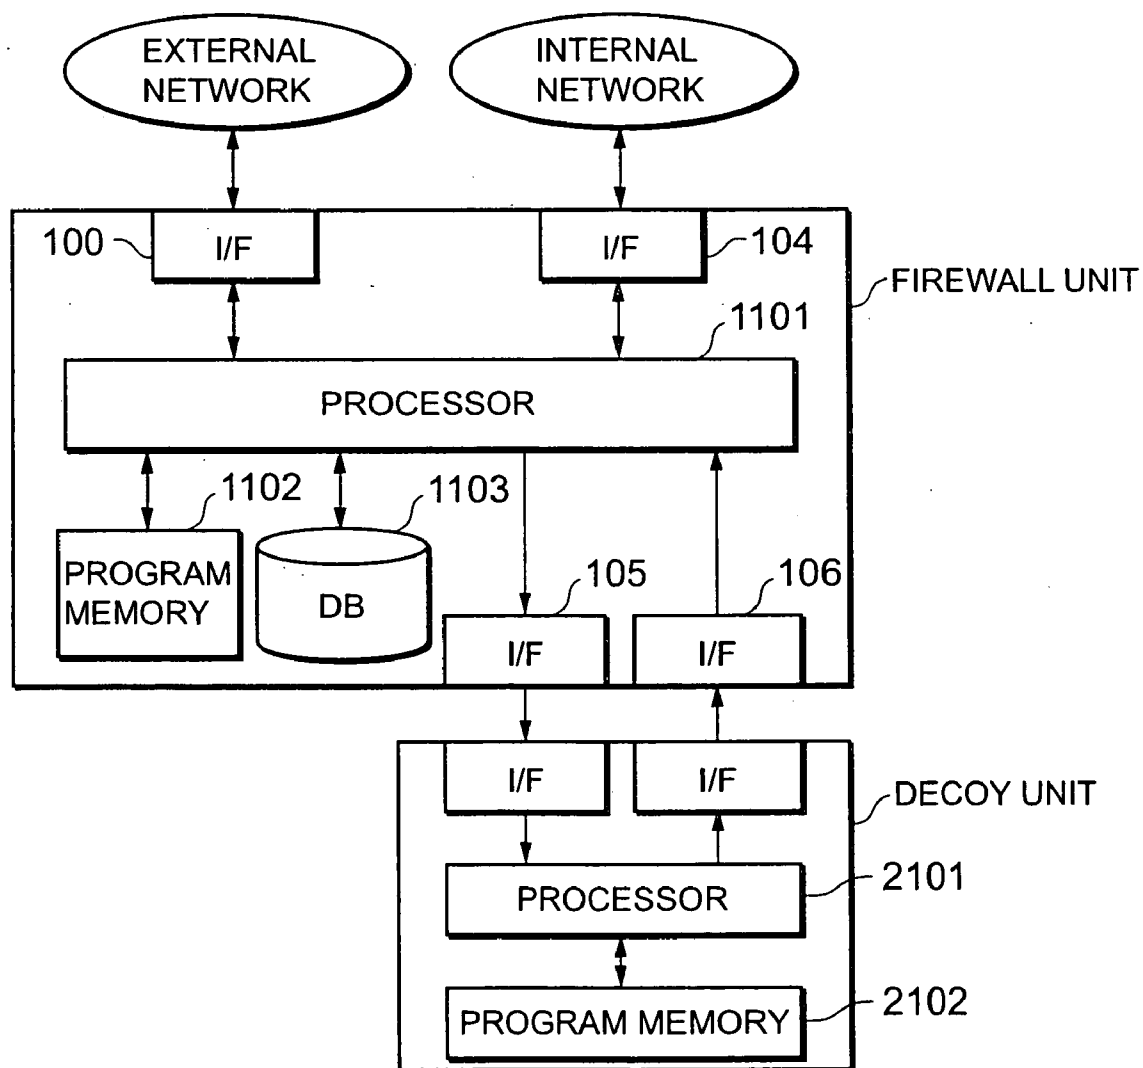 EXTERNAL
NETWORK
INTERNAL
NETWORK
100
I/F
I/F
104
FIREWALL UNIT
1101
PROCESSOR
1102
1103
PROGRAM
MEMORY
DB
105
106
I/F
I/F
I/F
I/F
DECOY UNIT
PROCESSOR
2101
PROGRAM MEMORY
2102